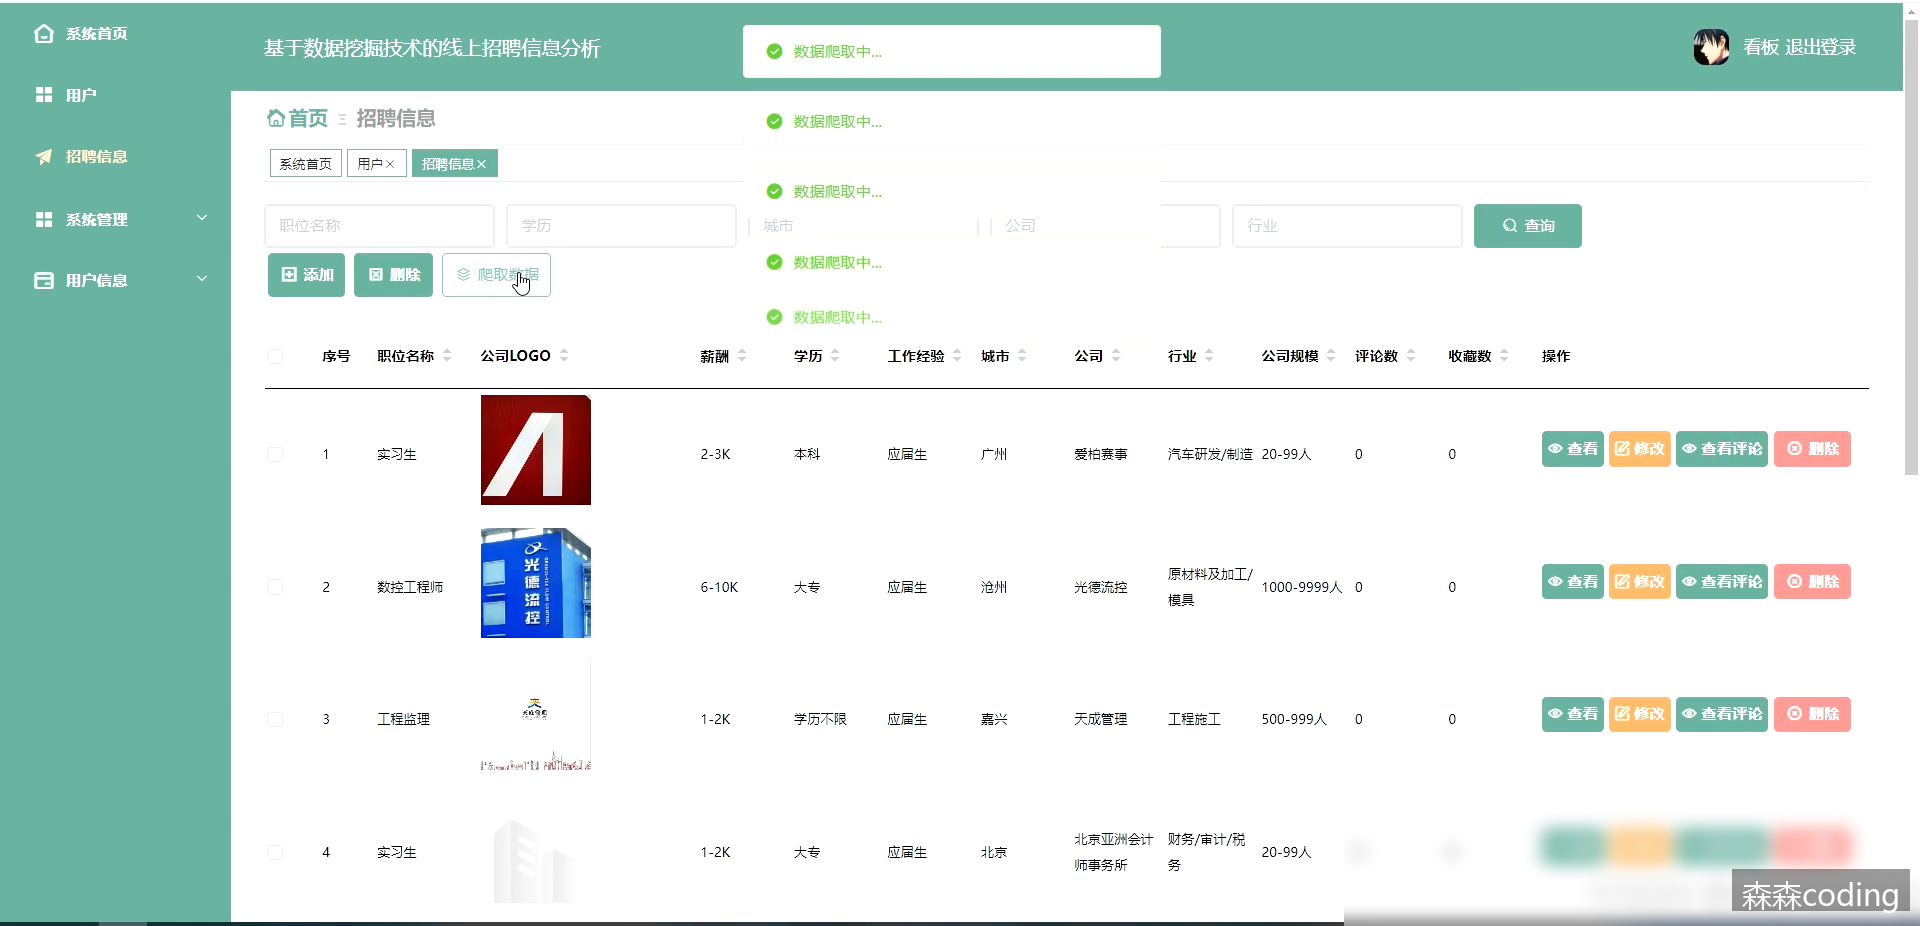 系统首页
用户
招聘信息
系统管理
用户信息
基于数据挖掘技术的线上招聘信息分析
数据爬取中...
看板 退出登录
首页 招聘信息
数据爬取中...
系统首页 用户 招聘信息
数据爬取中...
职位名称 学历 城市 公司 行业 查询
数据爬取中...
添加 删除 爬取数据
数据爬取中...
序号 职位名称 公司LOGO 薪酬 学历 工作经验 城市 公司 行业 公司规模 评论数 收藏数 操作
1 实习生 2-3K 本科 应届生 广州 爱柏赛事 汽车研发/制造 20-99人 0 0 查看 修改 查看评论 删除
光德流控
2 数控工程师 6-10K 大专 应届生 沧州 光德流控 原材料及加工/模具 1000-9999人 0 0 查看 修改 查看评论 删除
3 工程监理 1-2K 学历不限 应届生 嘉兴 天成管理 工程施工 500-999人 0 0 查看 修改 查看评论 删除
4 实习生 1-2K 大专 应届生 北京 北京亚洲会计师事务所 财务/审计/税务 20-99人
森森coding